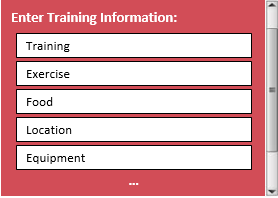 Enter Training Information:
Training
Exercise
Food
Location
Equipment
...